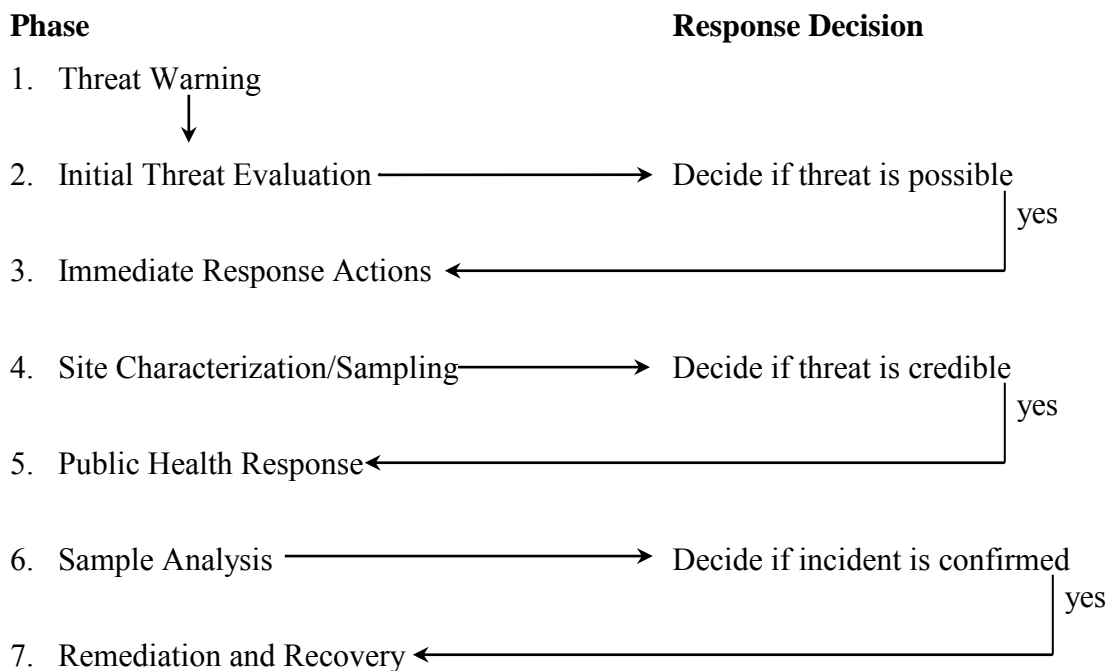 Phase Response Decision
1. Threat Warning
2. Initial Threat Evaluation Decide if threat is possible
yes
3. Immediate Response Actions
4. Site Characterization/Sampling Decide if threat is credible
yes
5. Public Health Response
6. Sample Analysis Decide if incident is confirmed
yes
7. Remediation and Recovery